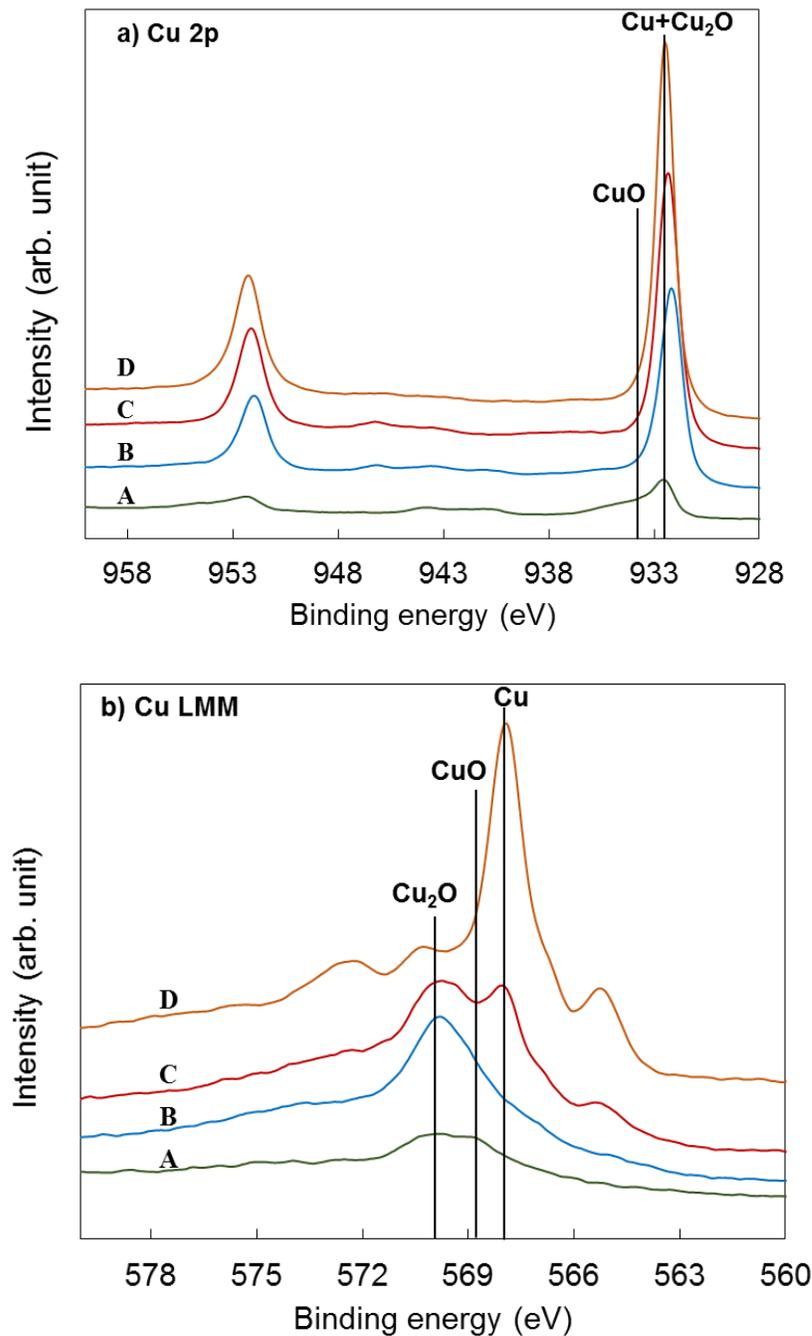 a) Cu 2p
Cu+Cu₂O
CuO
D
C
B
A
Intensity (arb. unit)
958 953 948 943 938 933 928
Binding energy (eV)
b) Cu LMM
Cu
CuO
Cu₂O
D
C
B
A
Intensity (arb. unit)
578 575 572 569 566 563 560
Binding energy (eV)